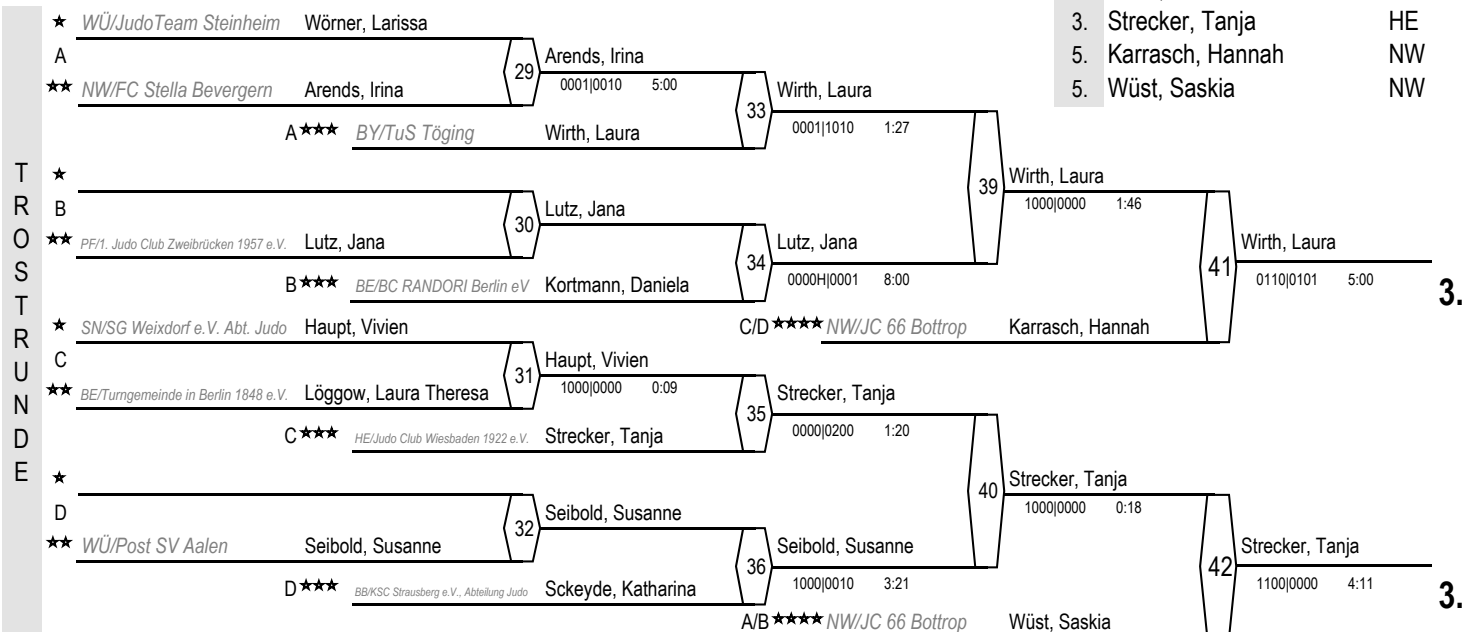 3. Strecker, Tanja HE
5. Karrasch, Hannah NW
5. Wüst, Saskia NW
TROSTRUNDE
★ WÜ/JudoTeam Steinheim Wörner, Larissa
A
★★ NW/FC Stella Bevergern Arends, Irina
29 Arends, Irina
0001|0010 5:00
A ★★★ BY/TuS Töging Wirth, Laura
33 Wirth, Laura
0001|1010 1:27
★
B
★★ PF/1. Judo Club Zweibrücken 1957 e.V. Lutz, Jana
30 Lutz, Jana
B ★★★ BE/BC RANDORI Berlin eV Kortmann, Daniela
34 Lutz, Jana
0000H|0001 8:00
39 Wirth, Laura
1000|0000 1:46
C/D ★★★★ NW/JC 66 Bottrop Karrasch, Hannah
41 Wirth, Laura
0110|0101 5:00
3.
★ SN/SG Weixdorf e.V. Abt. Judo Haupt, Vivien
C
★★ BE/Turngemeinde in Berlin 1848 e.V. Löggow, Laura Theresa
31 Haupt, Vivien
1000|0000 0:09
C ★★★ HE/Judo Club Wiesbaden 1922 e.V. Strecker, Tanja
35 Strecker, Tanja
0000|0200 1:20
★
D
★★ WÜ/Post SV Aalen Seibold, Susanne
32 Seibold, Susanne
D ★★★ BB/KSC Strausberg e.V., Abteilung Judo Sckeyde, Katharina
36 Seibold, Susanne
1000|0010 3:21
40 Strecker, Tanja
1000|0000 0:18
A/B ★★★★ NW/JC 66 Bottrop Wüst, Saskia
42 Strecker, Tanja
1100|0000 4:11
3.